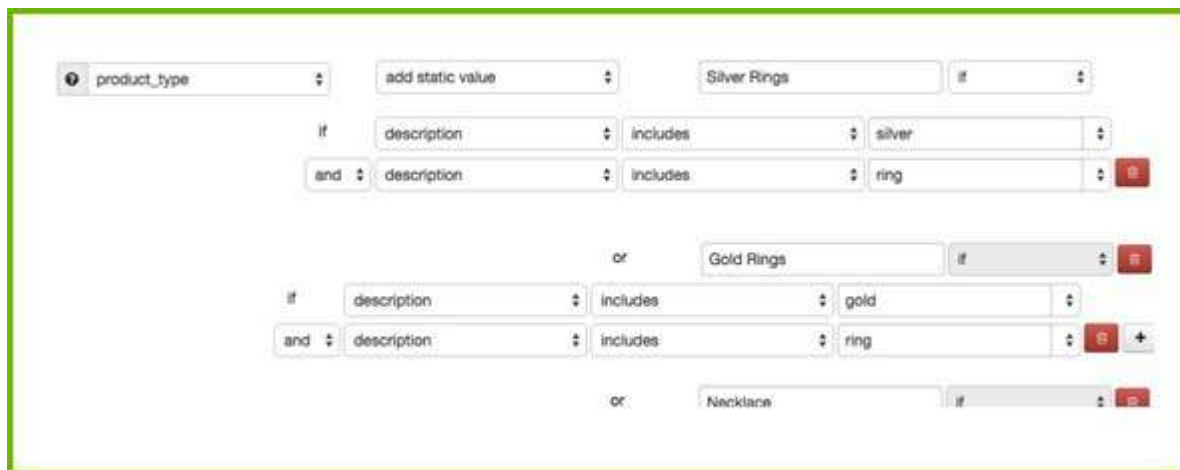 product_type add static value Silver Rings if
if description includes silver
and description includes ring
or Gold Rings if
if description includes gold
and description includes ring
or Necklace if